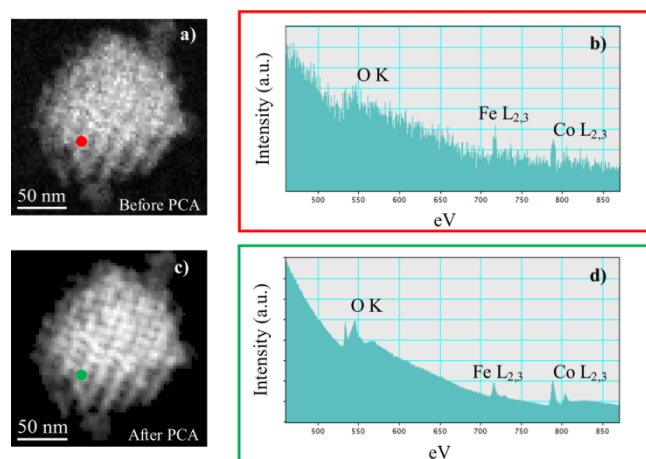 a)
50 nm
Before PCA
b)
O K
Fe L2,3
Co L2,3
Intensity (a.u.)
500 550 600 650 700 750 800 850
eV
c)
50 nm
After PCA
d)
O K
Fe L2,3
Co L2,3
Intensity (a.u.)
500 550 600 650 700 750 800 850
eV